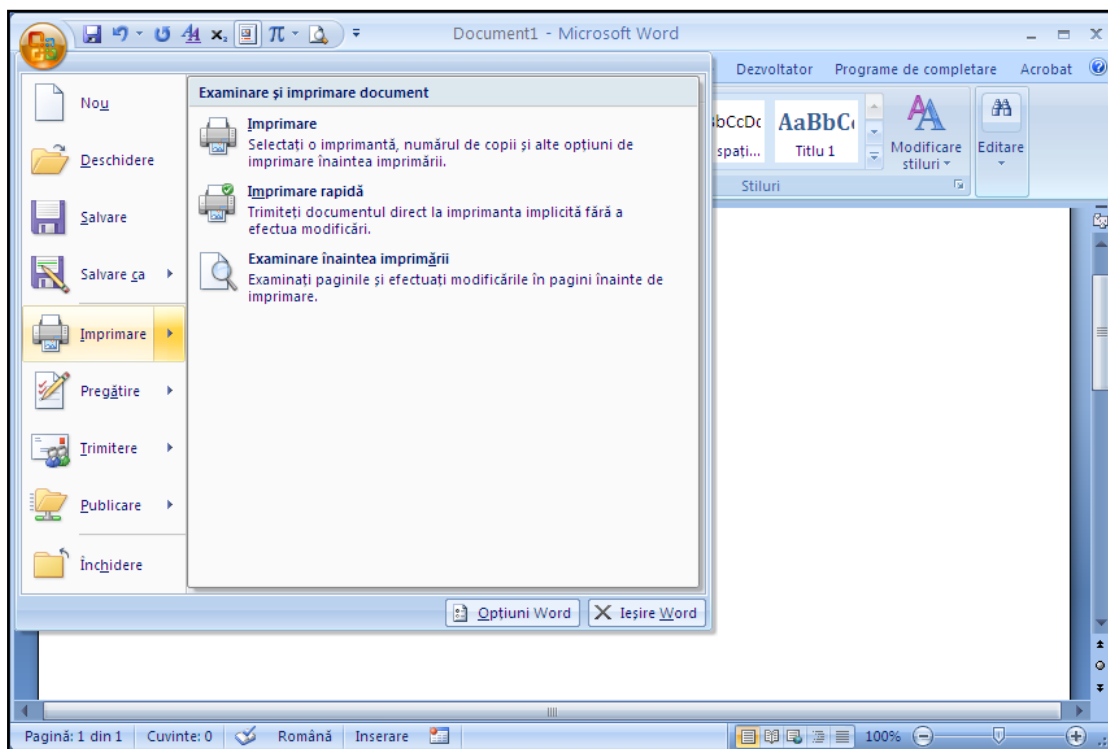 Document1 - Microsoft Word
Dezvoltator Programe de completare Acrobat
Nou
Deschidere
Salvare
Salvare ca
Imprimare
Pregătire
Trimitere
Publicare
Închidere
Examinare și imprimare document
Imprimare
Selectați o imprimantă, numărul de copii și alte opțiuni de
imprimare înaintea imprimării.
Imprimare rapidă
Trimiteți documentul direct la imprimanta implicită fără a
efectua modificări.
Examinare înaintea imprimării
Examinați paginile și efectuați modificările în pagini înainte de
imprimare.
AaBbC
spați...
Titlu 1
Modificare
stiluri
Editare
Stiluri
Opțiuni Word
Ieșire Word
Pagină: 1 din 1 Cuvinte: 0 Română Inserare 100%